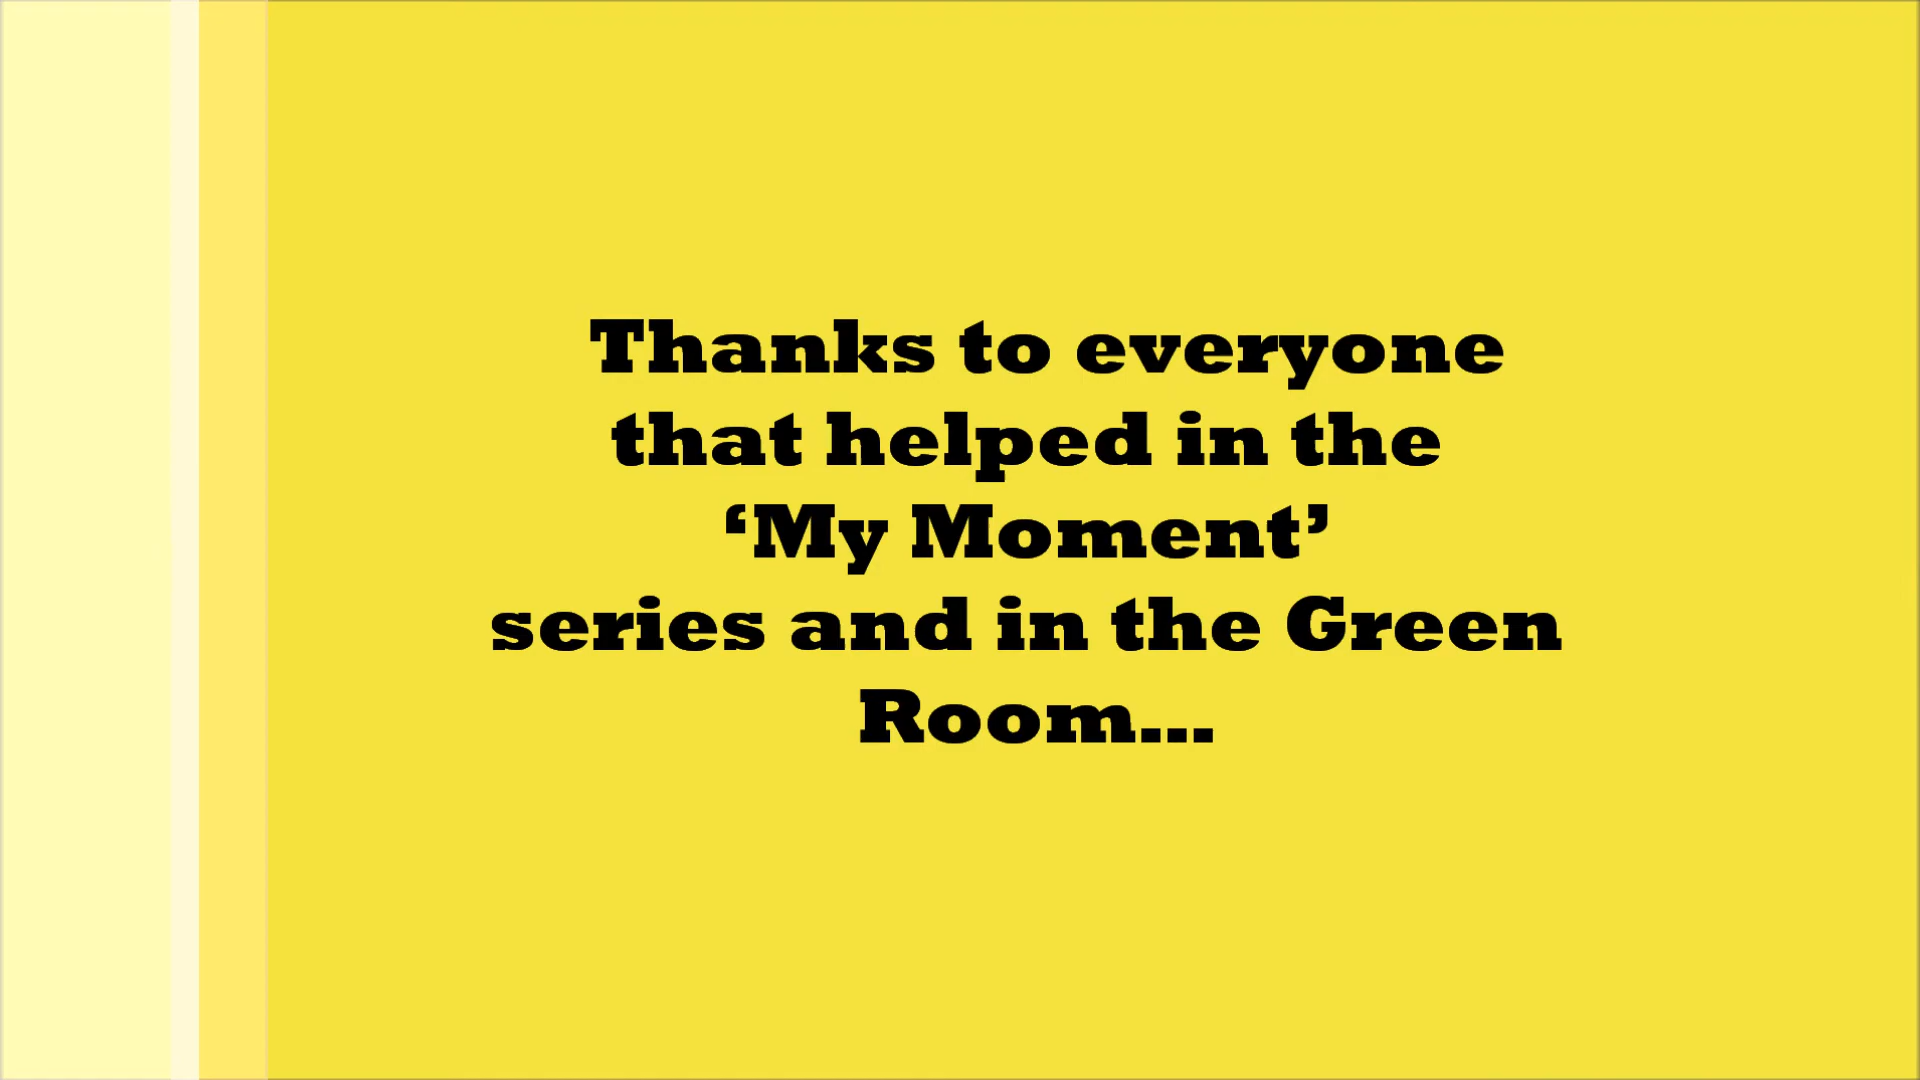 Thanks to everyone
that helped in the
‘My Moment’
series and in the Green
Room...